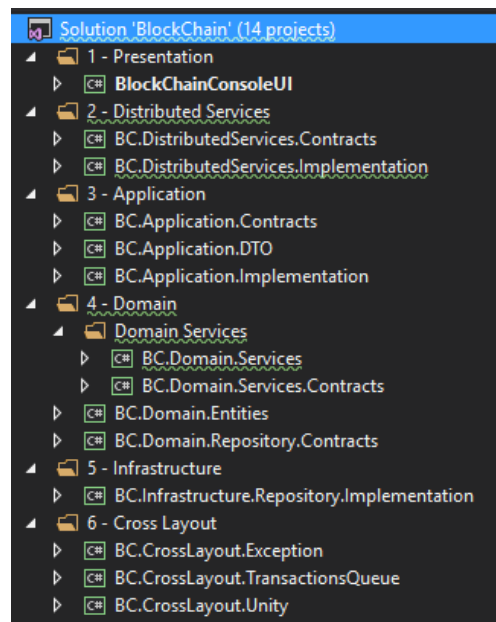 Solution 'BlockChain' (14 projects)
1 - Presentation
C# BlockChainConsoleUI
2 - Distributed Services
C# BC.DistributedServices.Contracts
C# BC.DistributedServices.Implementation
3 - Application
C# BC.Application.Contracts
C# BC.Application.DTO
C# BC.Application.Implementation
4 - Domain
Domain Services
C# BC.Domain.Services
C# BC.Domain.Services.Contracts
C# BC.Domain.Entities
C# BC.Domain.Repository.Contracts
5 - Infrastructure
C# BC.Infrastructure.Repository.Implementation
6 - Cross Layout
C# BC.CrossLayout.Exception
C# BC.CrossLayout.TransactionsQueue
C# BC.CrossLayout.Unity